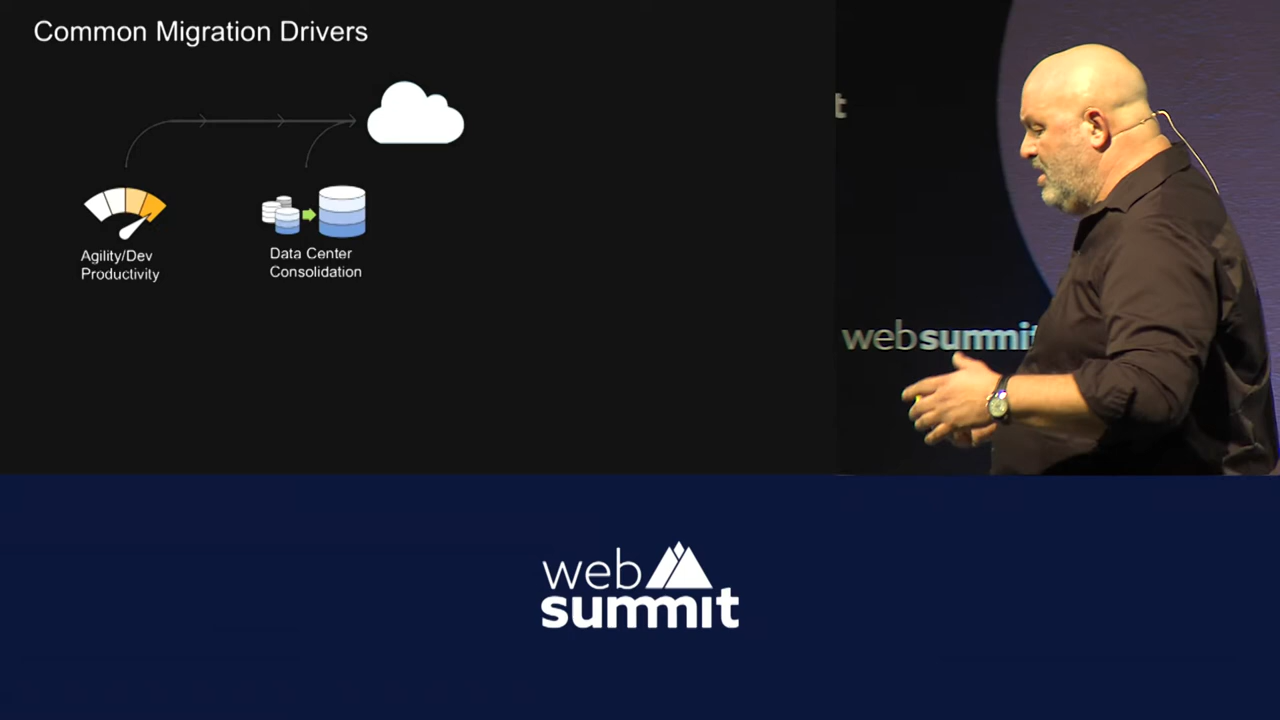 Common Migration Drivers
Agility/Dev
Productivity
Data Center
Consolidation
t
websummit
web
summit